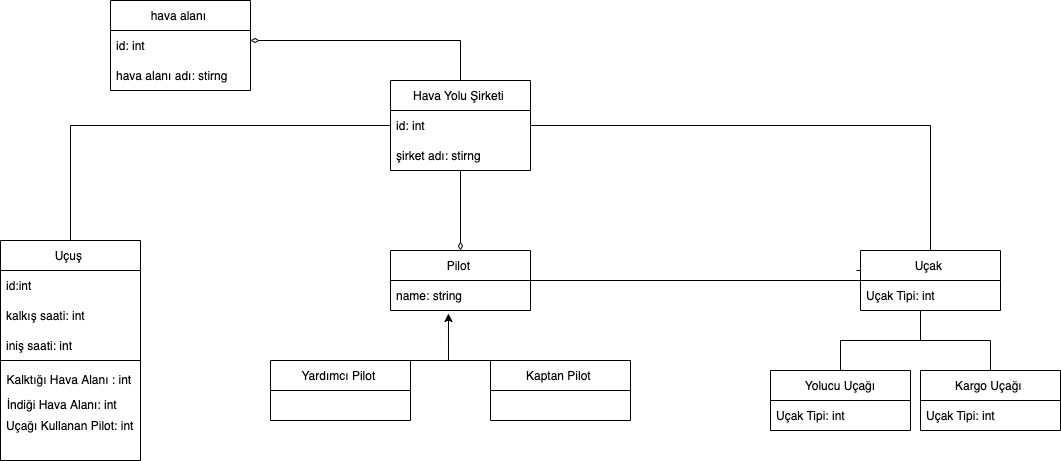 hava alanı
id: int
hava alanı adı: stirng
Hava Yolu Şirketi
id: int
şirket adı: stirng
Uçuş
id:int
kalkış saati: int
iniş saati: int
Kalktığı Hava Alanı : int
İndiği Hava Alanı: int
Uçağı Kullanan Pilot: int
Pilot
name: string
Uçak
Uçak Tipi: int
Yardımcı Pilot
Kaptan Pilot
Yolucu Uçağı
Uçak Tipi: int
Kargo Uçağı
Uçak Tipi: int